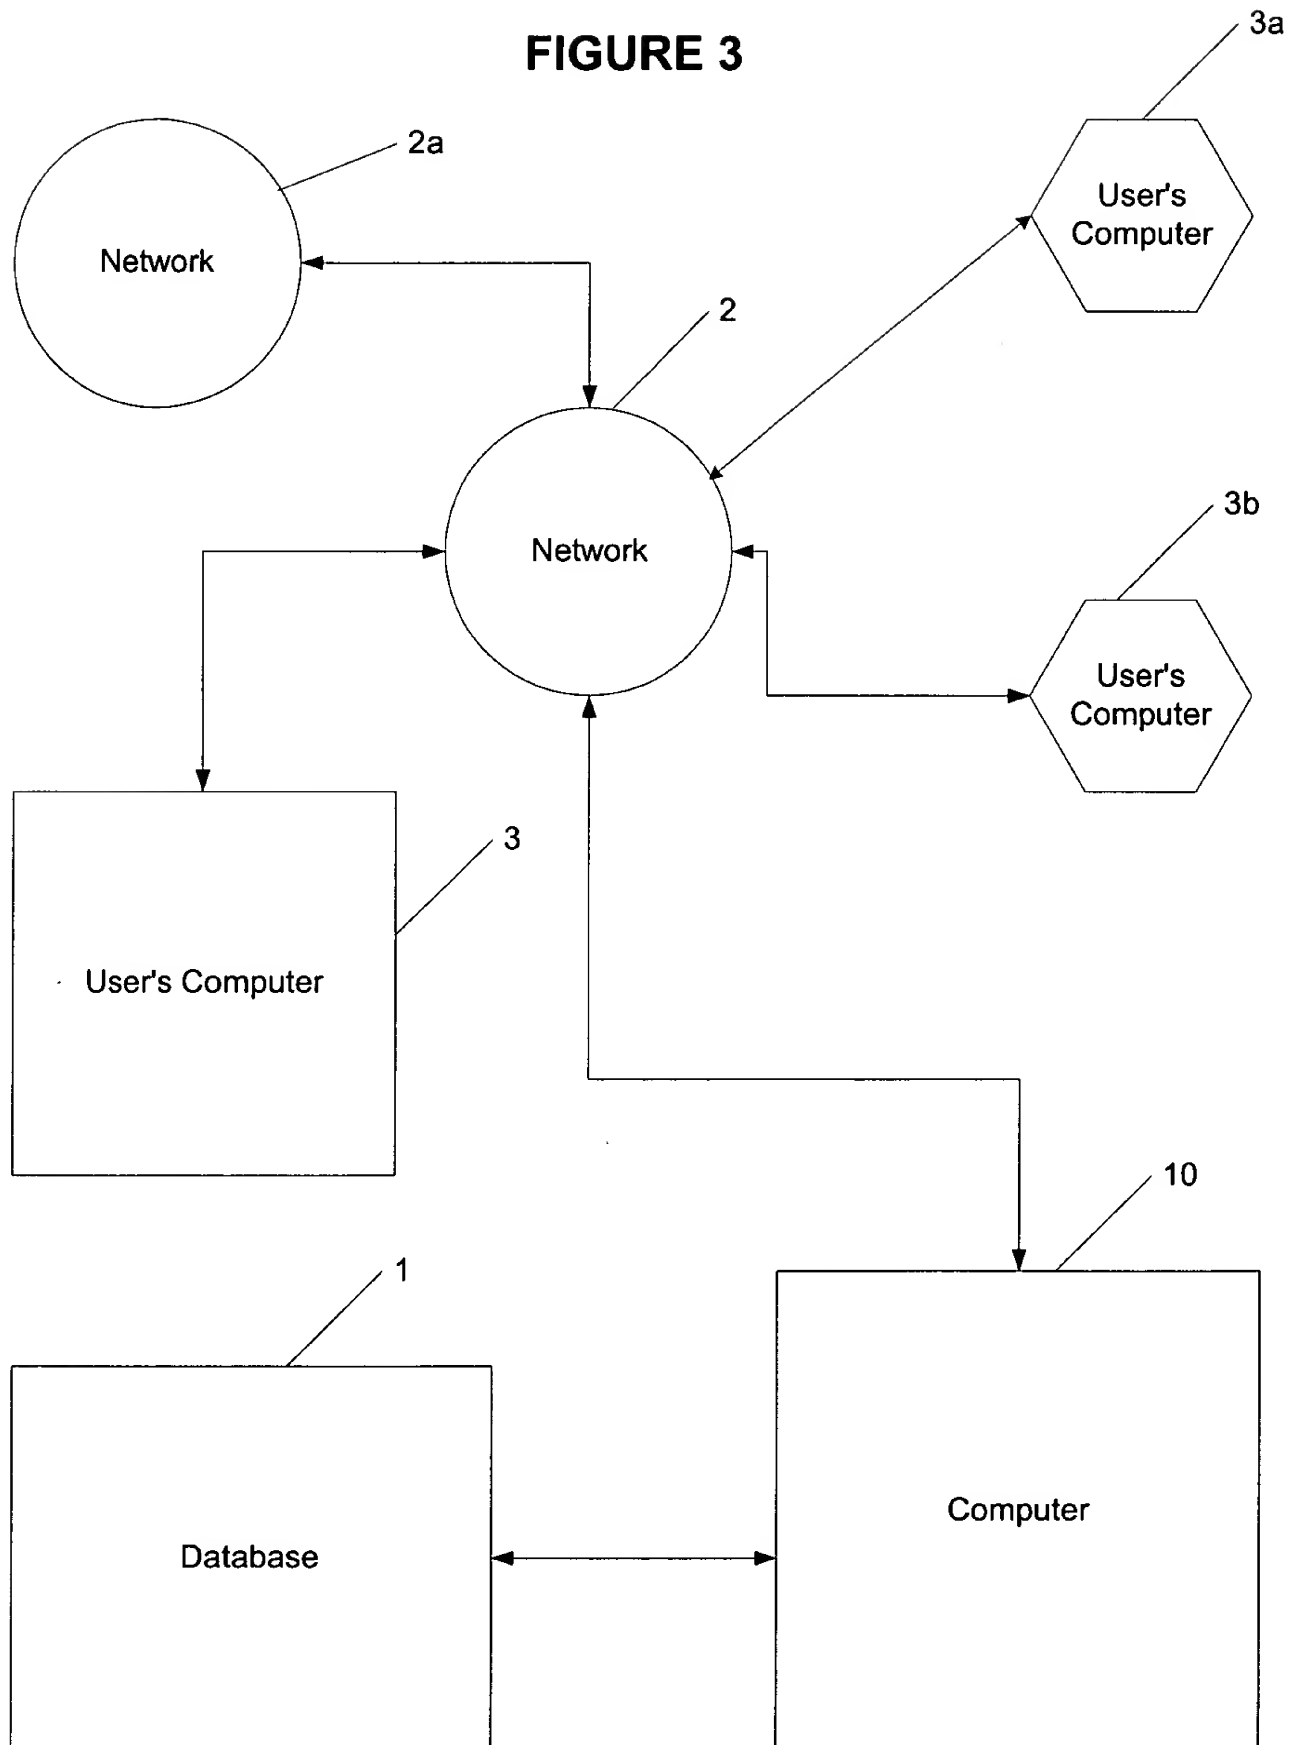 FIGURE 3
3a
2a
User's
Computer
Network
2
3b
Network
User's
Computer
3
User's Computer
10
1
Computer
Database